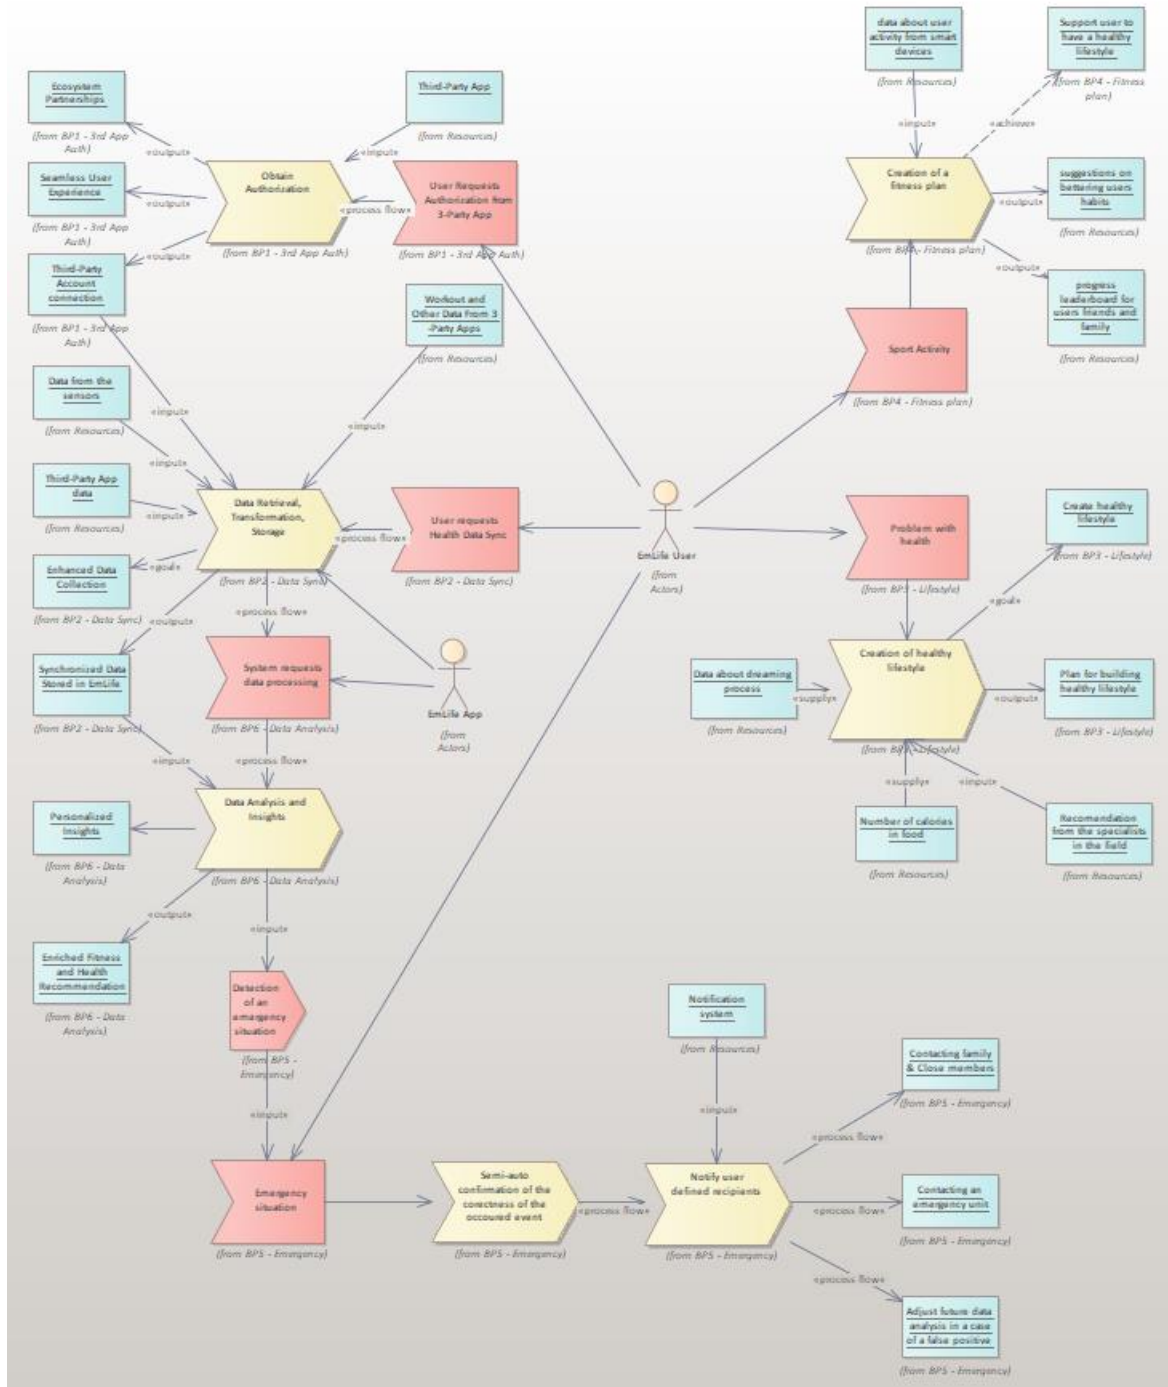 data about user
activity from smart
devices
(from Resources)
Support user to
have a healthy
lifestyle
(from BP4 - Fitness
plan)
Ecosystem
Partnerships
(from BP1 - 3rd App
Auth)
Third-Party App
(from Resources)
«input»
«achieve»
«output»
«input»
Obtain
Authorization
(from BP1 - 3rd App Auth)
Seamless User
Experience
(from BP1 - 3rd App
Auth)
«output»
«process flow»
User Requests
Authorization from
3-Party App
(from BP1 - 3rd App Auth)
Creation of a
fitness plan
(from BP4 - Fitness plan)
«output»
suggestions on
bettering users
habits
(from Resources)
«output»
Third-Party
Account
connection
(from BP1 - 3rd App
Auth)
«output»
progress
leaderboard for
users friends and
family
(from Resources)
Workout and
Other Data From 3
-Party Apps
(from Resources)
Sport Activity
(from BP4 - Fitness plan)
Data from the
sensors
(from Resources)
«input»
«input»
«input»
Third-Party App
data
(from Resources)
«input»
Data Retrieval,
Transformation,
Storage
(from BP2 - Data Sync)
«process flow»
User requests
Health Data Sync
(from BP2 - Data Sync)
EmLife User
(from
Actors)
Problem with
health
(from BP3 - Lifestyle)
Create healthy
lifestyle
(from BP3 - Lifestyle)
«goal»
Enhanced Data
Collection
(from BP2 - Data Sync)
«goal»
«process flow»
«output»
Synchronized Data
Stored in EmLife
(from BP2 - Data Sync)
System requests
data processing
(from BP6 - Data Analysis)
EmLife App
(from
Actors)
Data about dreaming
process
(from Resources)
«supply»
Creation of healthy
lifestyle
(from BP3 - Lifestyle)
«output»
Plan for building
healthy lifestyle
(from BP3 - Lifestyle)
«input»
«process flow»
«supply»
«input»
Personalized
Insights
(from BP6 - Data
Analysis)
Data Analysis and
Insights
(from BP6 - Data Analysis)
Number of calories
in food
(from Resources)
Recomendation
from the specialists
in the field
(from Resources)
«output»
«input»
Enriched Fitness
and Health
Recommendation
(from BP6 - Data
Analysis)
Detection
of an
emergency
situation
(from BP5 -
Emergency)
Notification
system
(from Resources)
«input»
«input»
Contacting family
& Close members
(from BP5 - Emergency)
«process flow»
Emergency
situation
(from BP5 - Emergency)
Semi-auto
confirmation of the
corectness of the
occoured event
(from BP5 - Emergency)
«process flow»
Notify user
defined recipients
(from BP5 - Emergency)
«process flow»
Contacting an
emergency unit
(from BP5 - Emergency)
«process flow»
Adjust future data
analysis in a case
of a false positive
(from BP5 - Emergency)